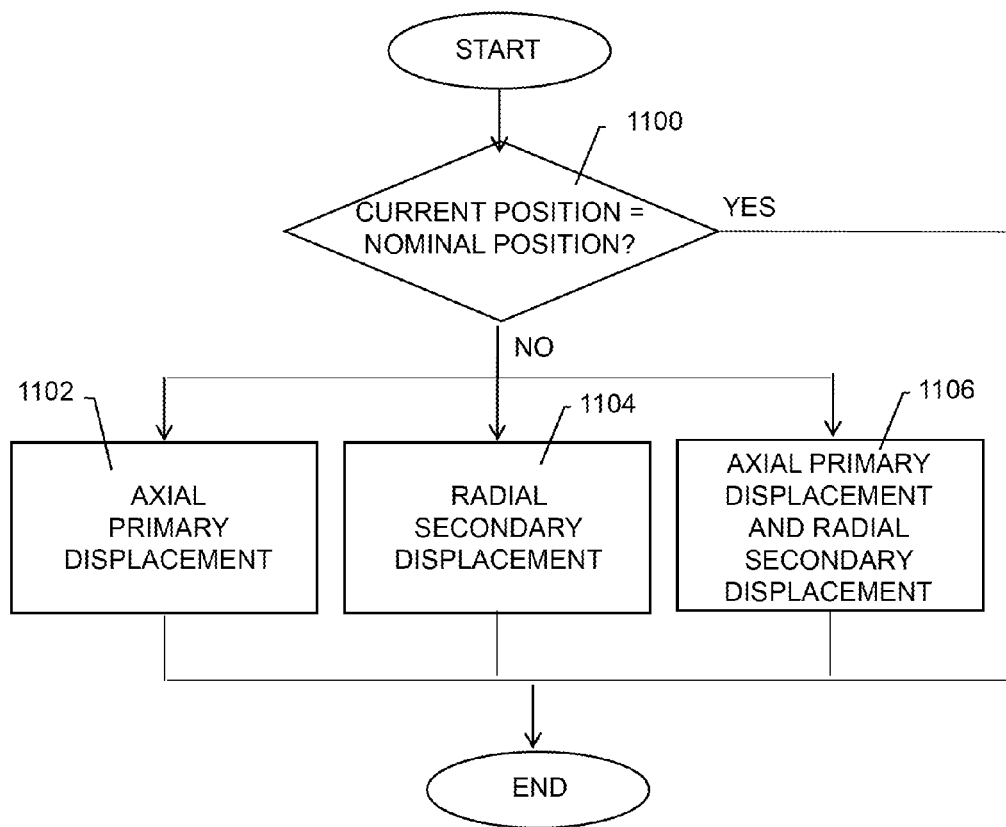 START
1100
CURRENT POSITION =
NOMINAL POSITION?
YES
NO
1102
1104
1106
AXIAL
PRIMARY
DISPLACEMENT
RADIAL
SECONDARY
DISPLACEMENT
AXIAL PRIMARY
DISPLACEMENT
AND RADIAL
SECONDARY
DISPLACEMENT
END